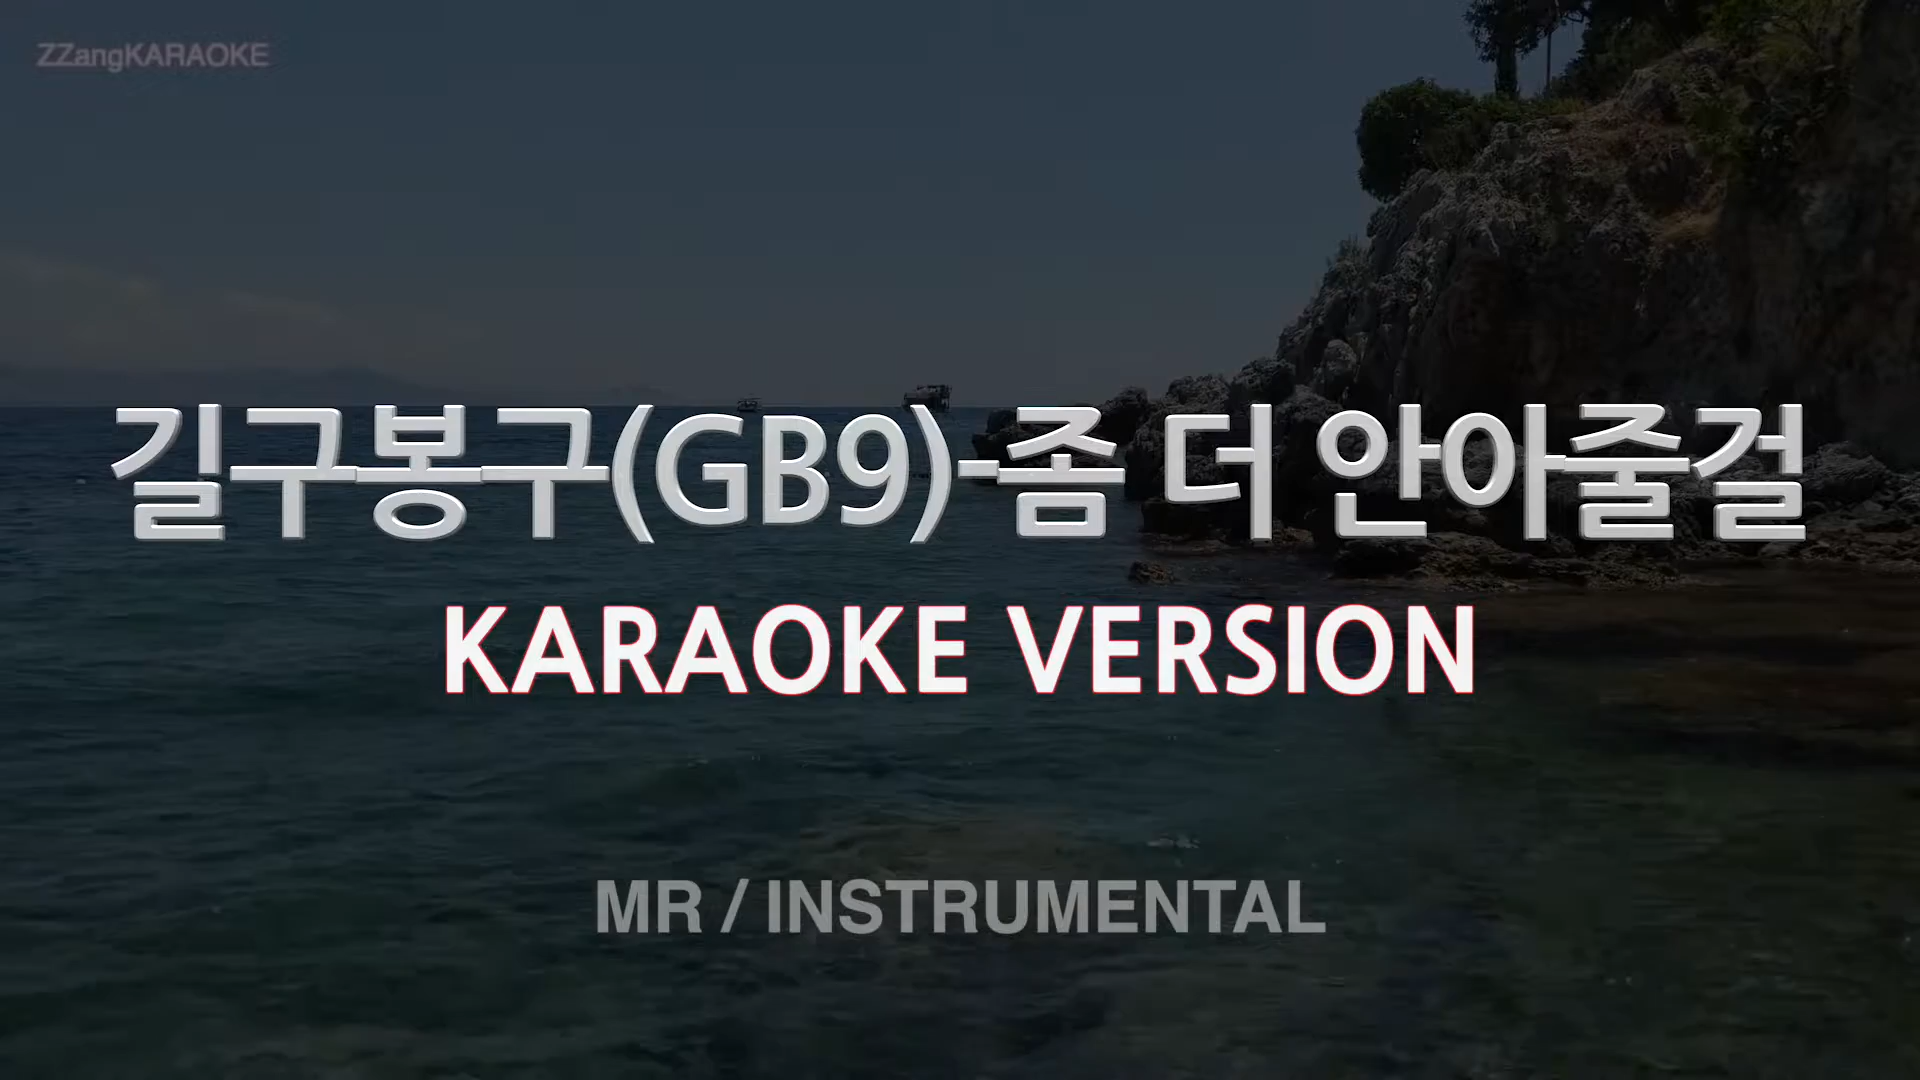 ZZangKARAOKE
길구봉구(GB9)-좀 더 안아줄걸
KARAOKE VERSION
MR / INSTRUMENTAL